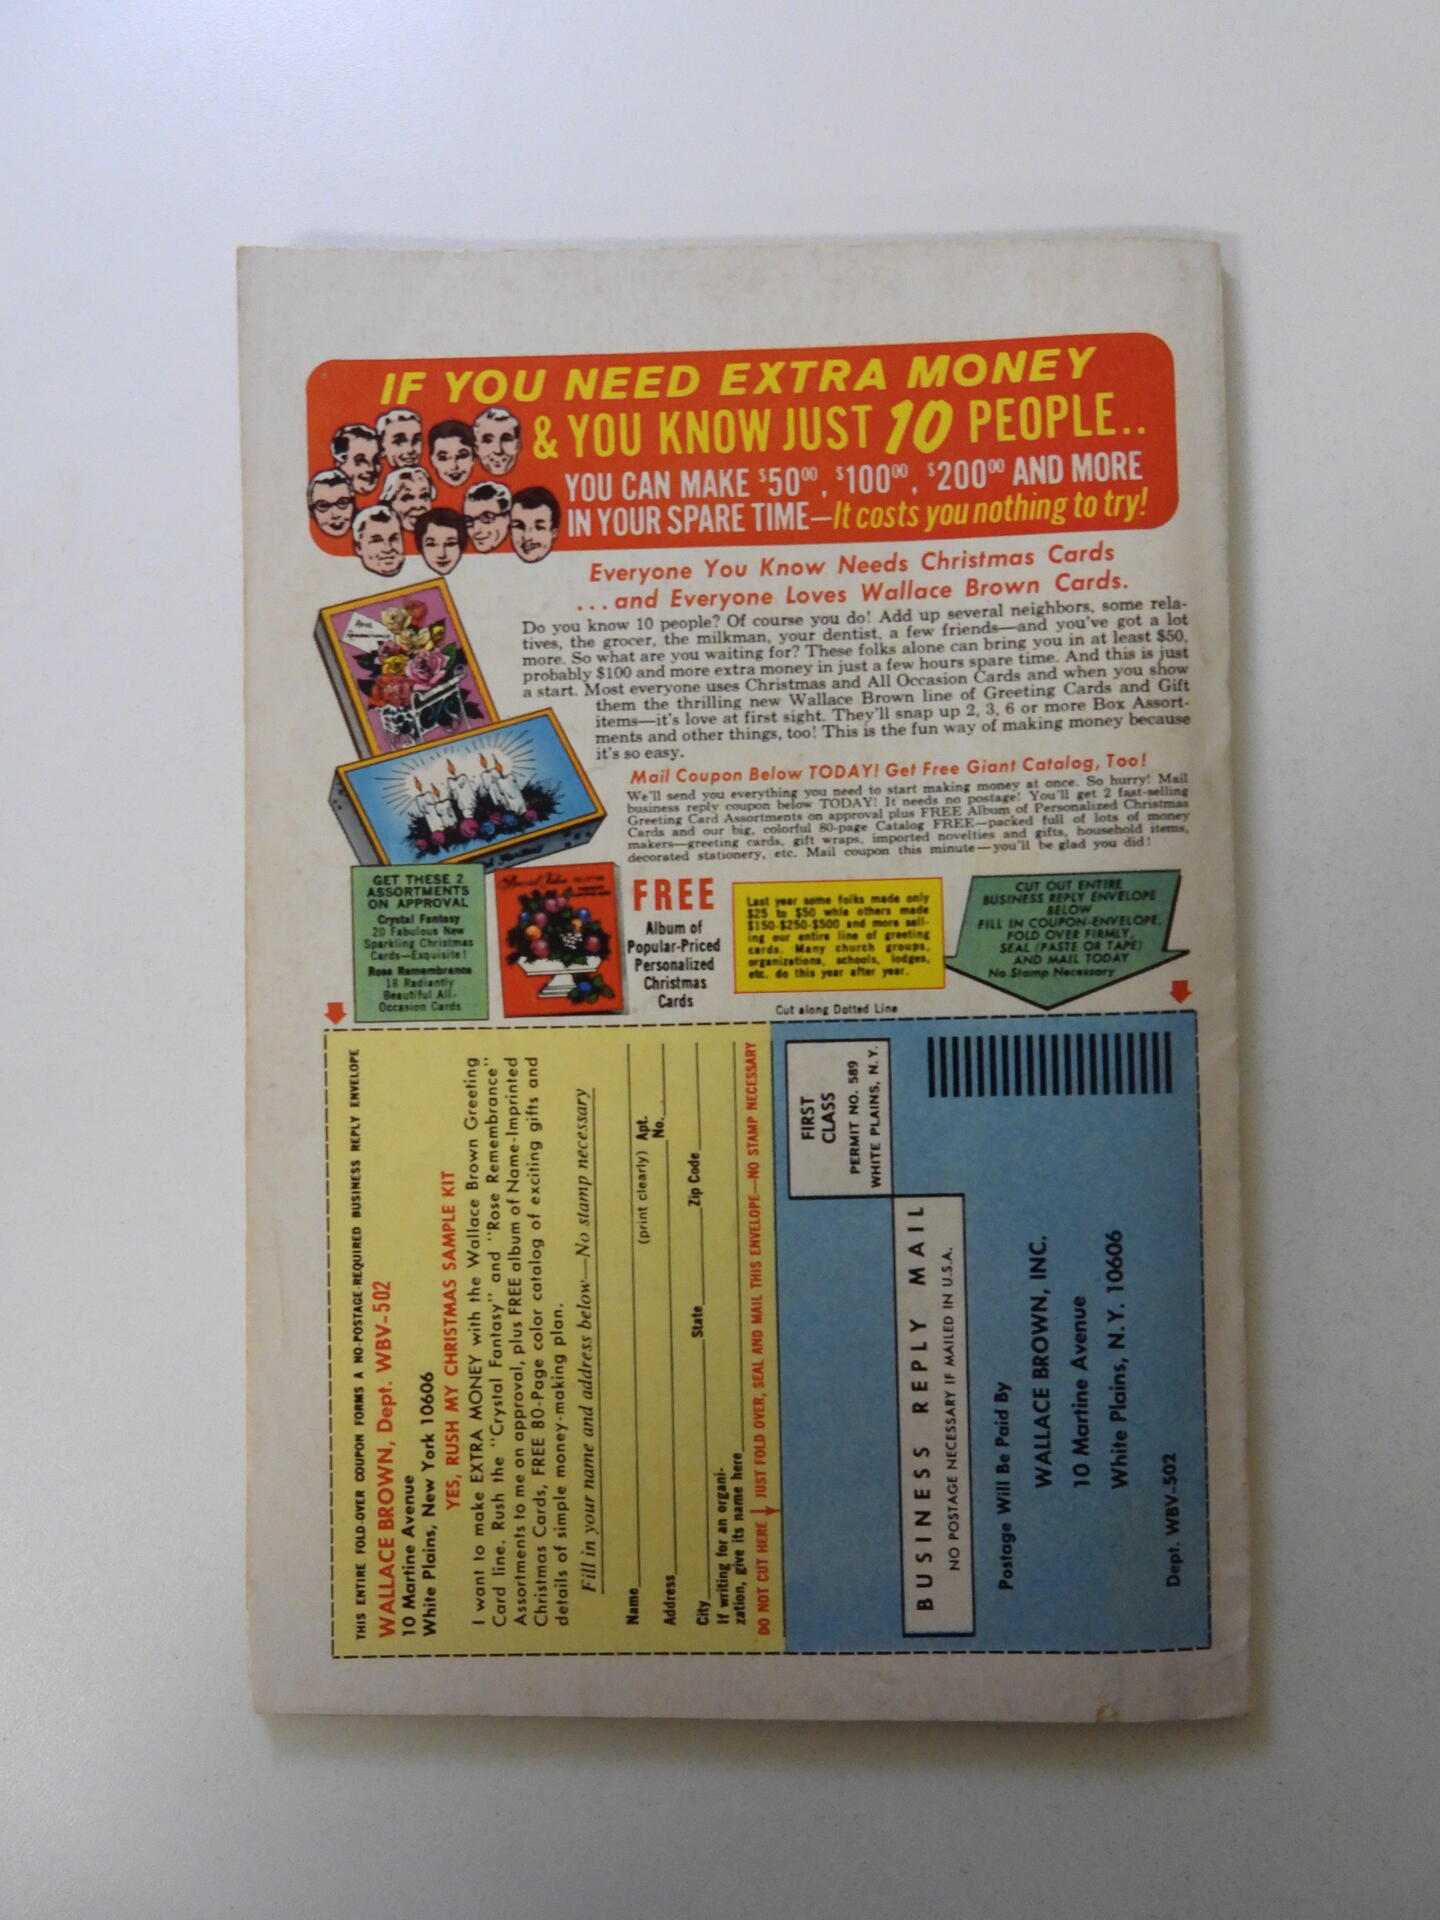 IF YOU NEED EXTRA MONEY
& YOU KNOW JUST 10 PEOPLE..
YOU CAN MAKE $50⁰⁰, $100⁰⁰, $200⁰⁰ AND MORE
IN YOUR SPARE TIME—It costs you nothing to try!
Everyone You Know Needs Christmas Cards
...and Everyone Loves Wallace Brown Cards.
Do you know 10 people? Of course you do! Add up several neighbors, some rela-
tives, the grocer, the milkman, your dentist, a few friends—and you've got a lot
more. So what are you waiting for? These folks alone can bring you in at least $50,
probably $100 and more extra money in just a few hours spare time. And this is just
a start. Most everyone uses Christmas and All Occasion Cards and when you show
them the thrilling new Wallace Brown line of Greeting Cards and Gift
items—it's love at first sight. They'll snap up 2, 3, 6 or more Box Assort-
ments and other things, too! This is the fun way of making money because
it's so easy.
Mail Coupon Below TODAY! Get Free Giant Catalog, Too!
We'll send you everything you need to start making money at once. So hurry! Mail
business reply coupon below TODAY! It needs no postage! You'll get 2 fast-selling
Greeting Card Assortments on approval plus FREE Album of Personalized Christmas
Cards and our big, colorful 80-page Catalog FREE—packed full of lots of money
makers—greeting cards, gift wraps, imported novelties and gifts, household items,
decorated stationery, etc. Mail coupon this minute—you'll be glad you did!
GET THESE 2
ASSORTMENTS
ON APPROVAL
Crystal Fantasy
20 Fabulous New
Sparkling Christmas
Cards—Exquisite!
Rose Remembrance
18 Radiantly
Beautiful All-
Occasion Cards
FREE
Album of
Popular-Priced
Personalized
Christmas
Cards
Last year some folks made only
$25 to $50 while others made
$150-$250-$500 and more sell-
ing our entire line of greeting
cards. Many church groups,
organizations, schools, lodges,
etc. do this year after year.
CUT OUT ENTIRE
BUSINESS REPLY ENVELOPE
BELOW
FILL IN COUPON-ENVELOPE,
FOLD OVER FIRMLY,
SEAL (PASTE OR TAPE)
AND MAIL TODAY
No Stamp Necessary
Cut along Dotted Line
THIS ENTIRE FOLD-OVER COUPON FORMS A NO-POSTAGE-REQUIRED BUSINESS REPLY ENVELOPE
WALLACE BROWN, Dept. WBV-502
10 Martine Avenue
White Plains, New York 10606
YES, RUSH MY CHRISTMAS SAMPLE KIT
I want to make EXTRA MONEY with the Wallace Brown Greeting
Card line. Rush the "Crystal Fantasy" and "Rose Remembrance"
Assortments to me on approval, plus FREE album of Name-Imprinted
Christmas Cards, FREE 80-Page color catalog of exciting gifts and
details of simple money-making plan.
Fill in your name and address below—No stamp necessary
Name
(print clearly)
Apt.
No.
Address
City State Zip Code
If writing for an organi-
zation, give its name here
DO NOT CUT HERE JUST FOLD OVER, SEAL AND MAIL THIS ENVELOPE—NO STAMP NECESSARY
FIRST
CLASS
PERMIT NO. 589
WHITE PLAINS, N.Y.
BUSINESS REPLY MAIL
NO POSTAGE NECESSARY IF MAILED IN U.S.A.
Postage Will Be Paid By
WALLACE BROWN, INC.
10 Martine Avenue
White Plains, N.Y. 10606
Dept. WBV-502